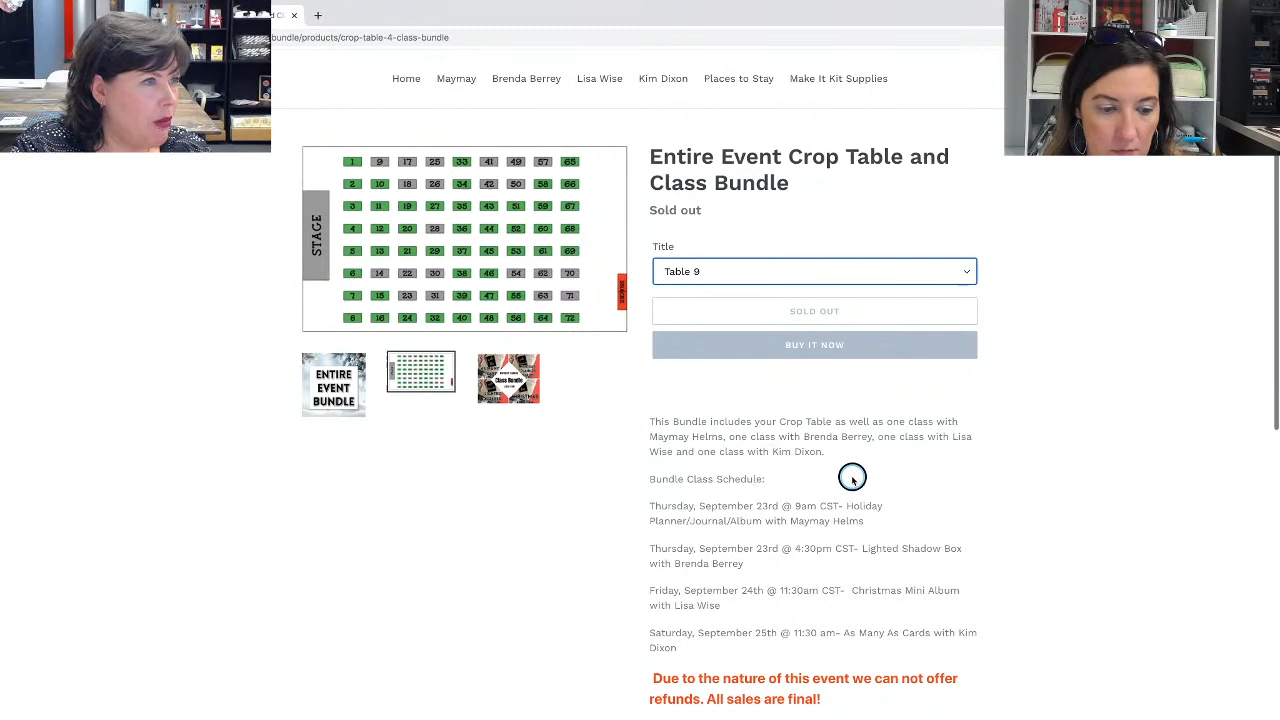 bundle/products/crop-table-4-class-bundle
Home Maymay Brenda Berrey Lisa Wise Kim Dixon Places to Stay Make It Kit Supplies
STAGE
1 9 17 25 33 41 49 57 65
2 10 18 26 34 42 50 58 66
3 11 19 27 35 43 51 59 67
4 12 20 28 36 44 52 60 68
5 13 21 29 37 45 53 61 69
6 14 22 30 38 46 54 62 70
7 15 23 31 39 47 55 63 71
8 16 24 32 40 48 56 64 72
ENTIRE
EVENT
BUNDLE
Class Bundle
Entire Event Crop Table and
Class Bundle
Sold out
Title
Table 9
SOLD OUT
BUY IT NOW
This Bundle includes your Crop Table as well as one class with
Maymay Helms, one class with Brenda Berrey, one class with Lisa
Wise and one class with Kim Dixon.
Bundle Class Schedule:
Thursday, September 23rd @ 9am CST- Holiday
Planner/Journal/Album with Maymay Helms
Thursday, September 23rd @ 4:30pm CST- Lighted Shadow Box
with Brenda Berrey
Friday, September 24th @ 11:30am CST- Christmas Mini Album
with Lisa Wise
Saturday, September 25th @ 11:30 am- As Many As Cards with Kim
Dixon
Due to the nature of this event we can not offer
refunds. All sales are final!